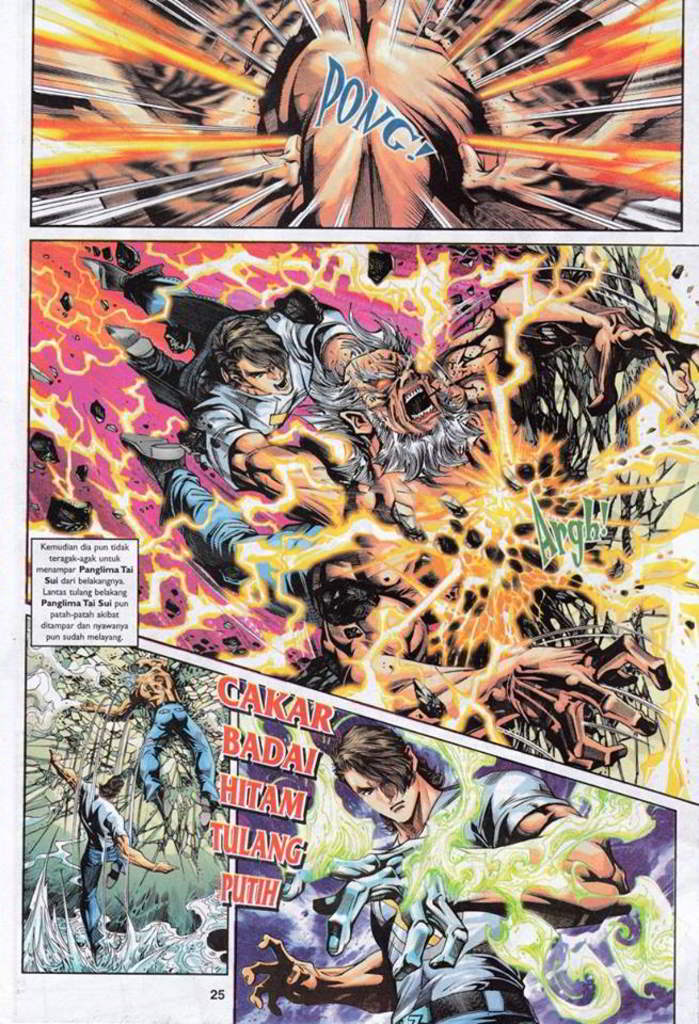 PONG!
Argh!
Kemudian dia pun tidak
teragak-agak untuk
menampar Panglima Tai
Sui dari belakangnya.
Lantas tulang belakang
Panglima Tai Sui pun
patah-patah akibat
ditampar dan nyawanya
pun sudah melayang.
CAKAR
BADAI
HITAM
TULANG
PUTIH
25